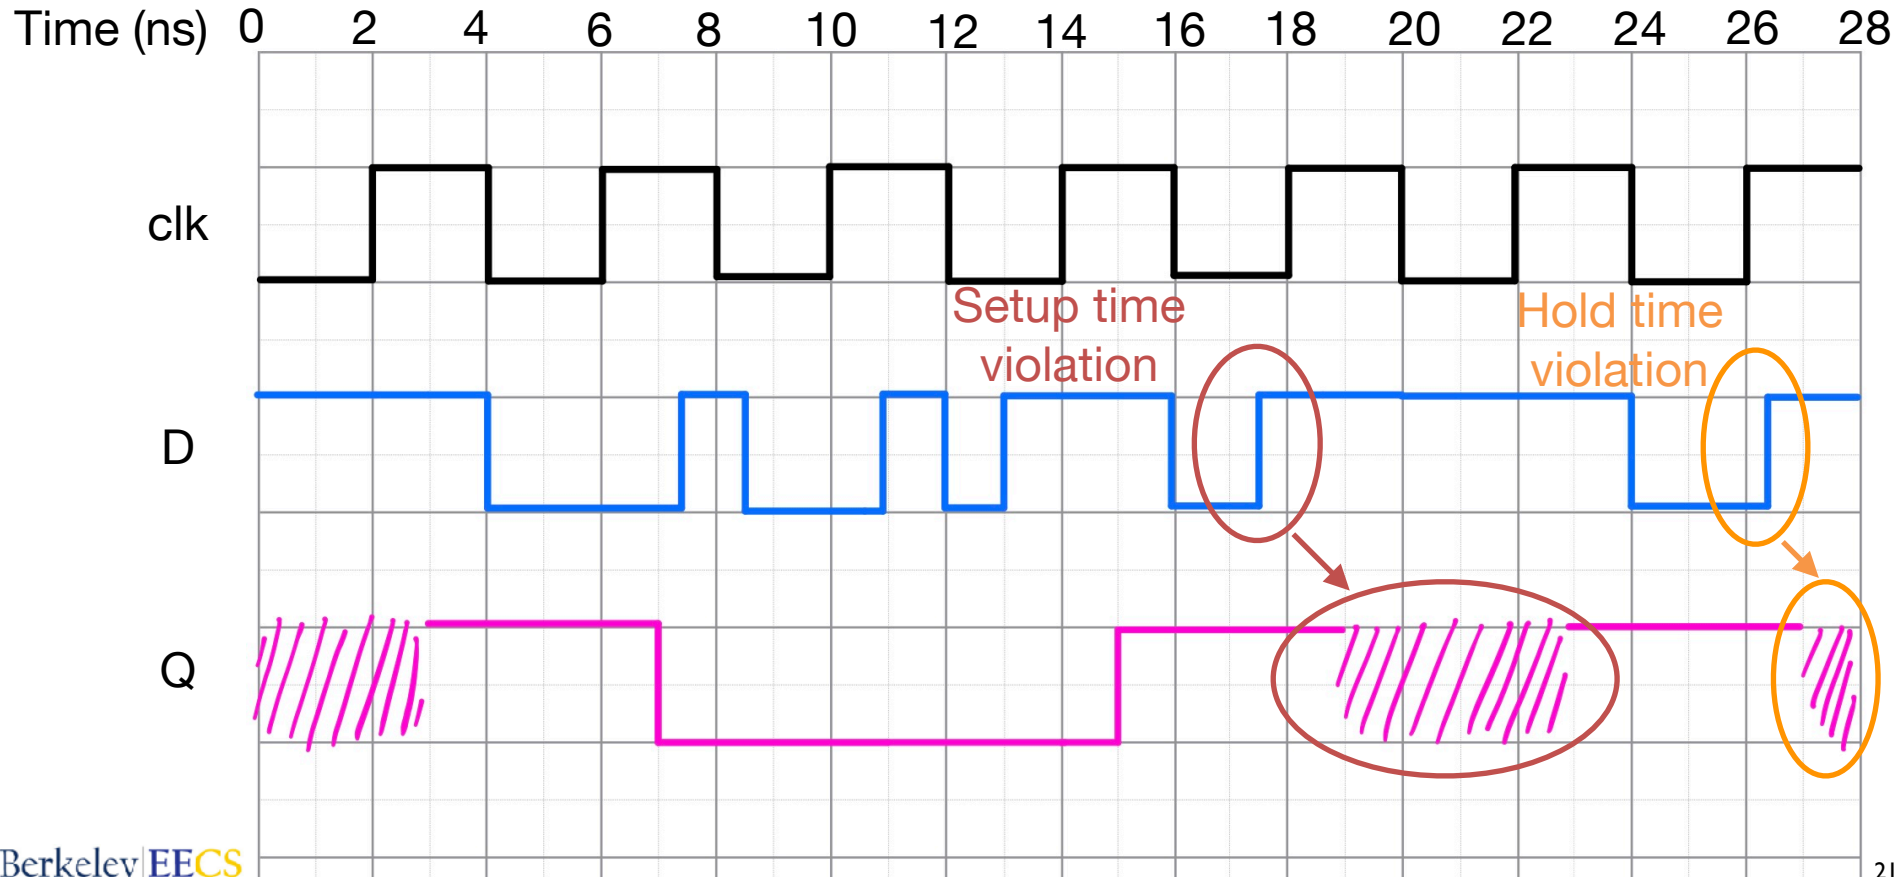 Time (ns) 0 2 4 6 8 10 12 14 16 18 20 22 24 26 28
clk
Setup time
violation
Hold time
violation
D
Q
Berkeley EECS
21